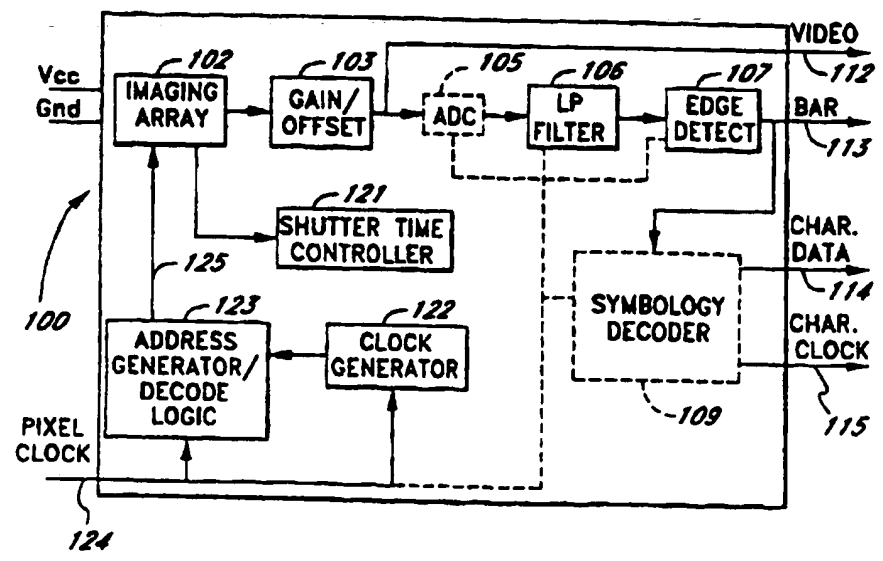 VIDEO
102
103
105
106
107
112
Vcc
Gnd
IMAGING
ARRAY
GAIN/
OFFSET
ADC
LP
FILTER
EDGE
DETECT
BAR
113
121
SHUTTER TIME
CONTROLLER
CHAR.
DATA
114
125
100
123
122
SYMBOLOGY
DECODER
ADDRESS
GENERATOR/
DECODE
LOGIC
CLOCK
GENERATOR
CHAR.
CLOCK
109
115
PIXEL
CLOCK
124